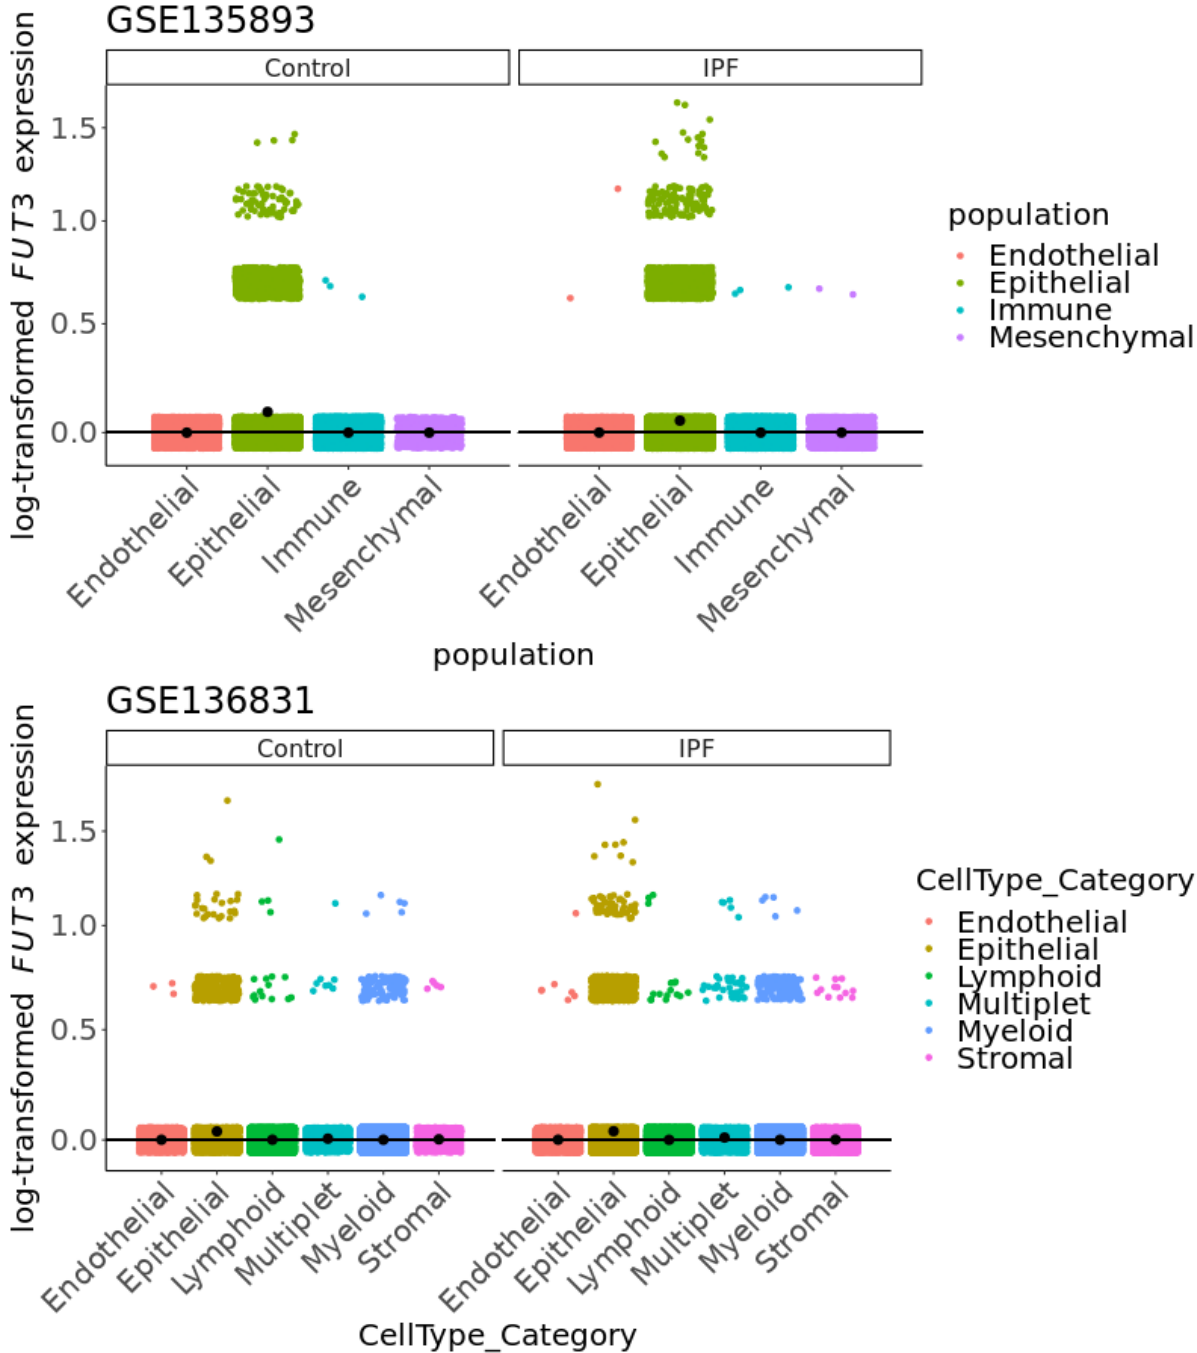 GSE135893
Control
IPF
log-transformed FUT3 expression
1.5
1.0
0.5
0.0
Endothelial
Epithelial
Immune
Mesenchymal
Endothelial
Epithelial
Immune
Mesenchymal
population
population
Endothelial
Epithelial
Immune
Mesenchymal
GSE136831
Control
IPF
log-transformed FUT3 expression
1.5
1.0
0.5
0.0
Endothelial
Epithelial
Lymphoid
Multiplet
Myeloid
Stromal
Endothelial
Epithelial
Lymphoid
Multiplet
Myeloid
Stromal
CellType_Category
CellType_Category
Endothelial
Epithelial
Lymphoid
Multiplet
Myeloid
Stromal